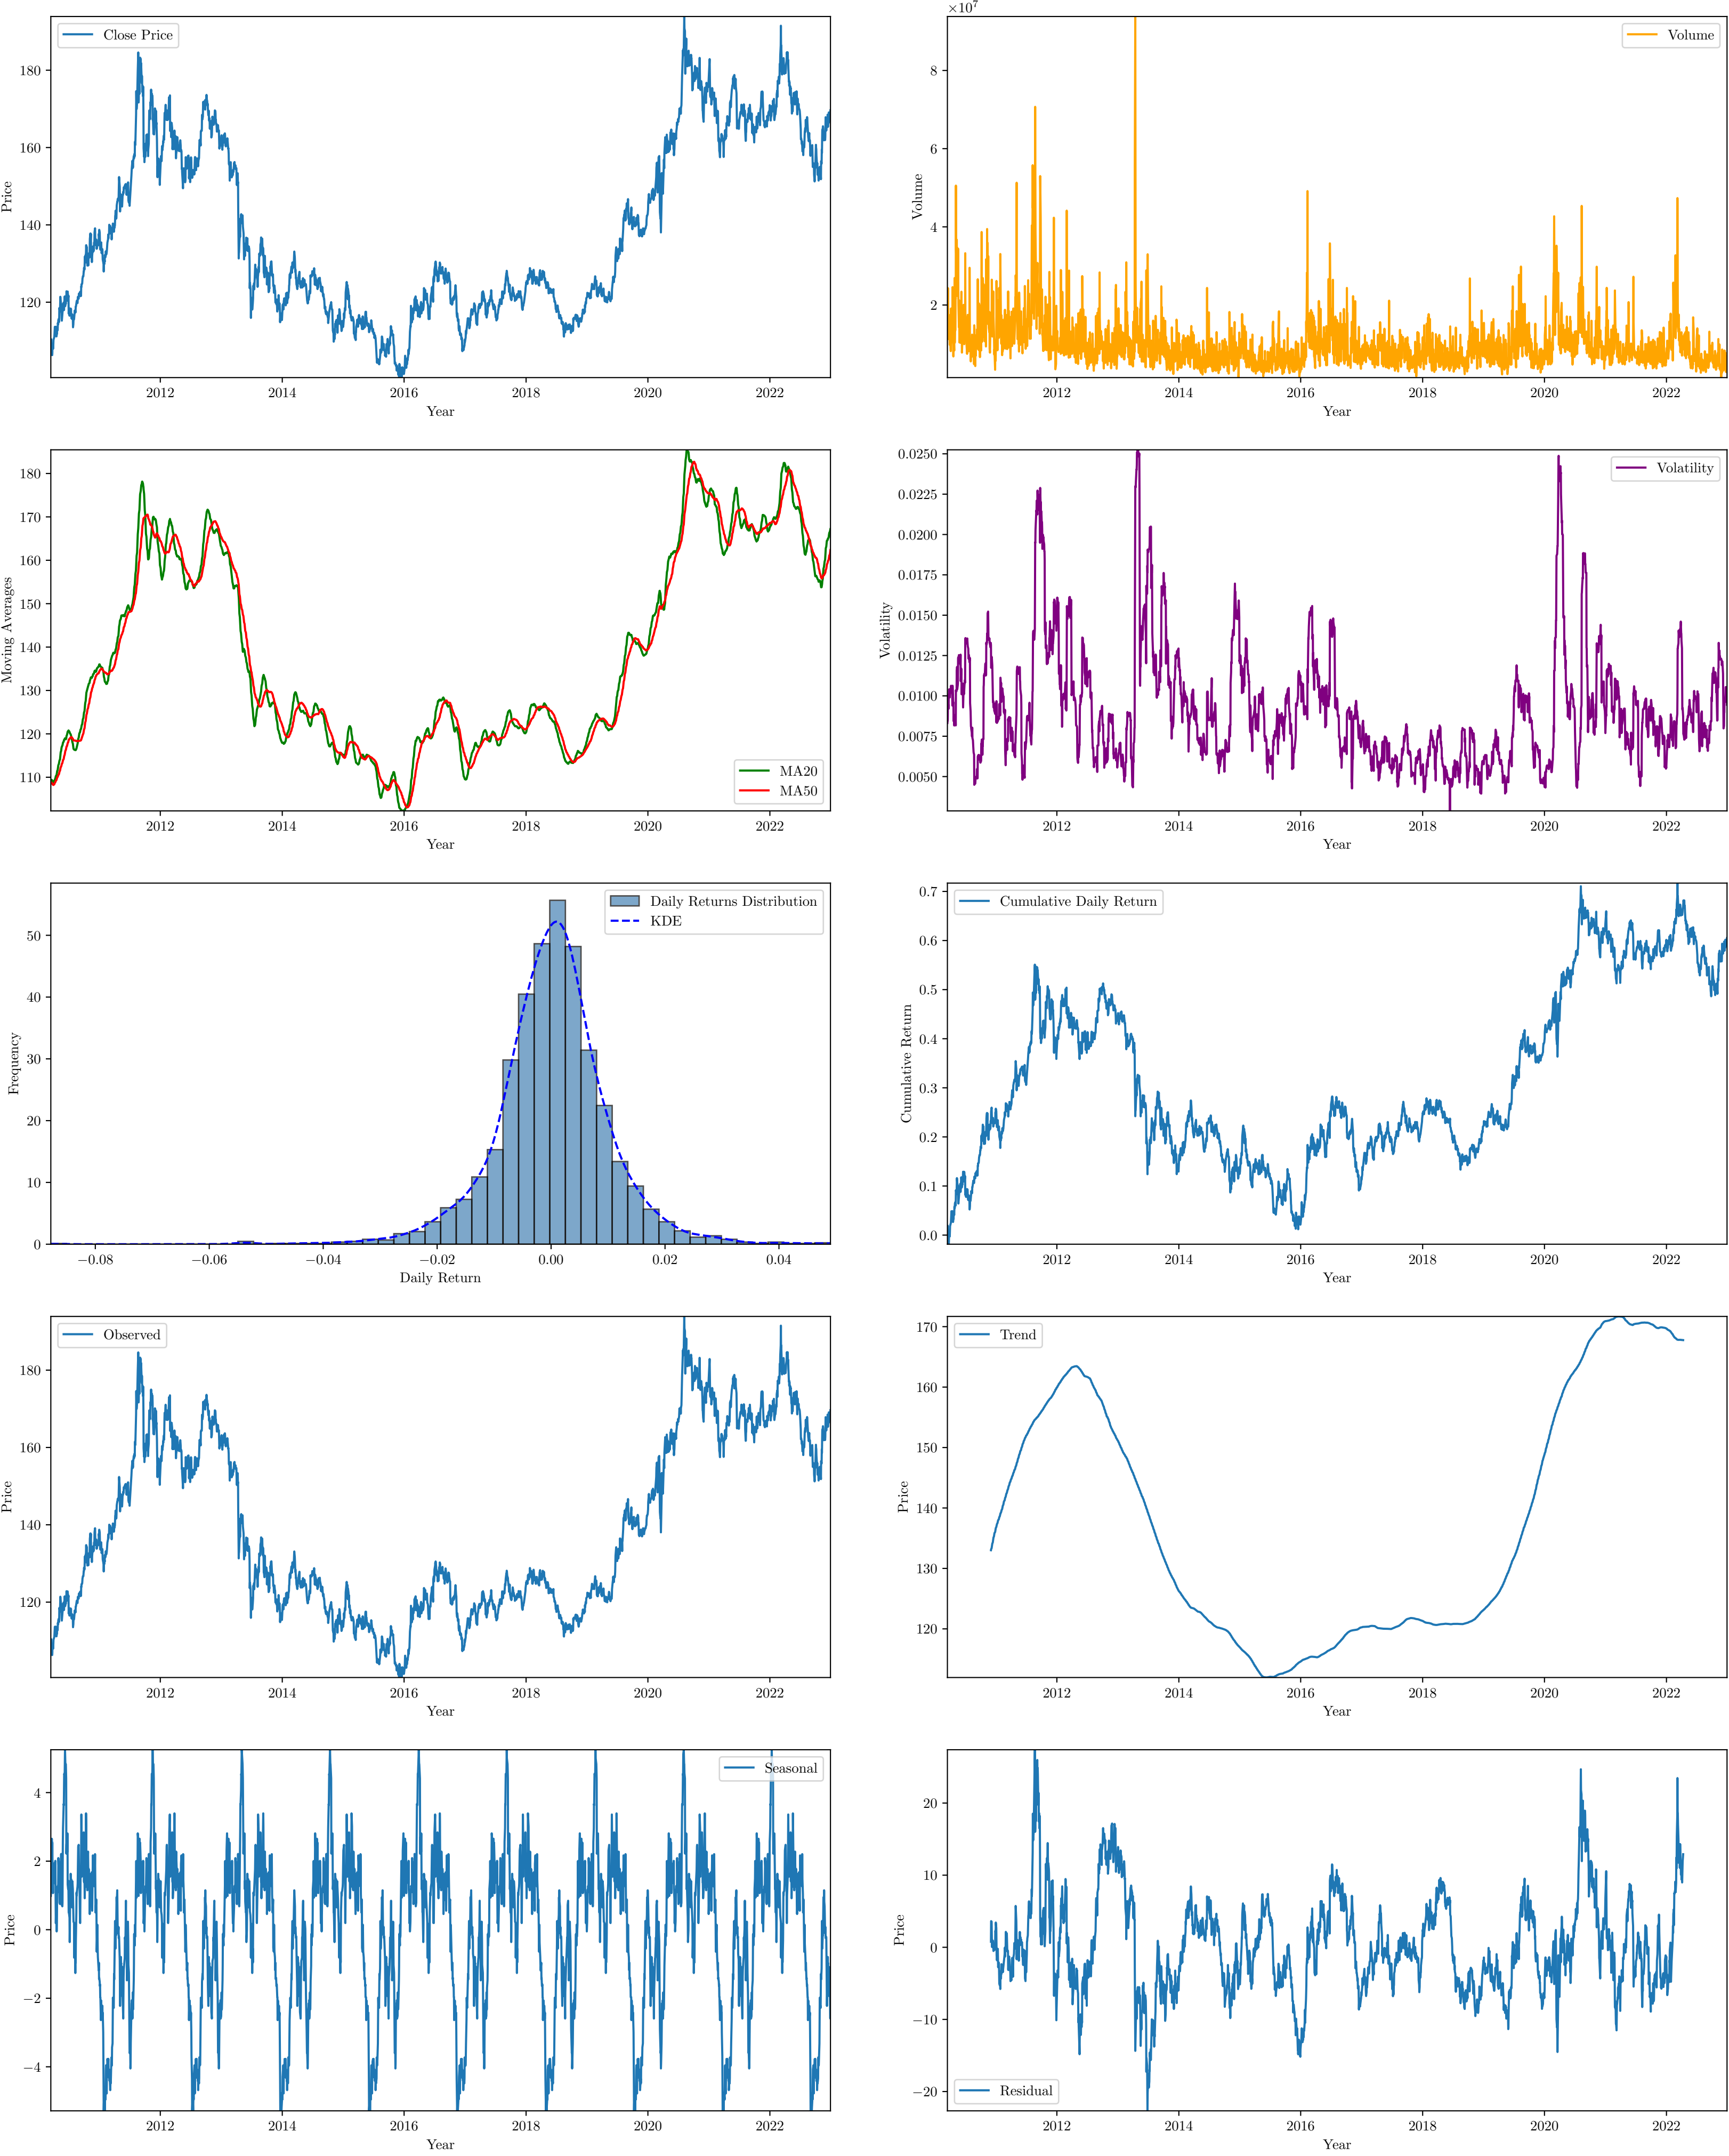 Close Price
180
160
140
120
Price
2012 2014 2016 2018 2020 2022
Year
×10⁷
Volume
8
6
4
2
Volume
2012 2014 2016 2018 2020 2022
Year
180
170
160
150
140
130
120
110
Moving Averages
MA20
MA50
2012 2014 2016 2018 2020 2022
Year
Volatility
0.0250
0.0225
0.0200
0.0175
0.0150
0.0125
0.0100
0.0075
0.0050
Volatility
2012 2014 2016 2018 2020 2022
Year
Daily Returns Distribution
KDE
50
40
30
20
10
0
Frequency
−0.08 −0.06 −0.04 −0.02 0.00 0.02 0.04
Daily Return
Cumulative Daily Return
0.7
0.6
0.5
0.4
0.3
0.2
0.1
0.0
Cumulative Return
2012 2014 2016 2018 2020 2022
Year
Observed
180
160
140
120
Price
2012 2014 2016 2018 2020 2022
Year
Trend
170
160
150
140
130
120
Price
2012 2014 2016 2018 2020 2022
Year
Seasonal
4
2
0
−2
−4
Price
2012 2014 2016 2018 2020 2022
Year
20
10
0
−10
−20
Price
Residual
2012 2014 2016 2018 2020 2022
Year